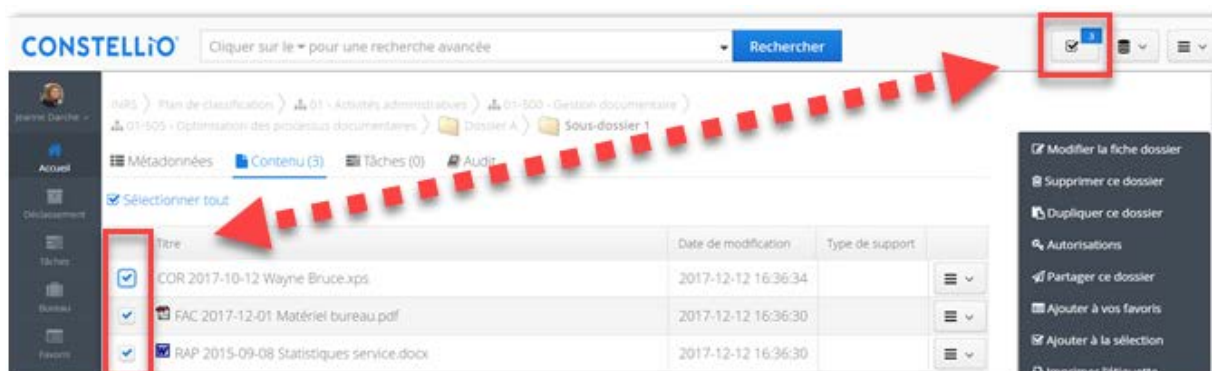 CONSTELLIO
Cliquer sur le ▾ pour une recherche avancée
Rechercher
3
Jeanne Darche
INRS 〉 Plan de classification 〉 01 - Activités administratives 〉 01-500 - Gestion documentaire 〉
01-505 - Optimisation des processus documentaires 〉 Dossier A 〉 Sous-dossier 1
Accueil
Déclassement
Tâches
Bureau
Favoris
Métadonnées Contenu (3) Tâches (0) Audit
Sélectionner tout
Titre Date de modification Type de support
COR 2017-10-12 Wayne Bruce.xps 2017-12-12 16:36:34
FAC 2017-12-01 Matériel bureau.pdf 2017-12-12 16:36:30
RAP 2015-09-08 Statistiques service.docx 2017-12-12 16:36:30
Modifier la fiche dossier
Supprimer ce dossier
Dupliquer ce dossier
Autorisations
Partager ce dossier
Ajouter à vos favoris
Ajouter à la sélection
Imprimer l'étiquette